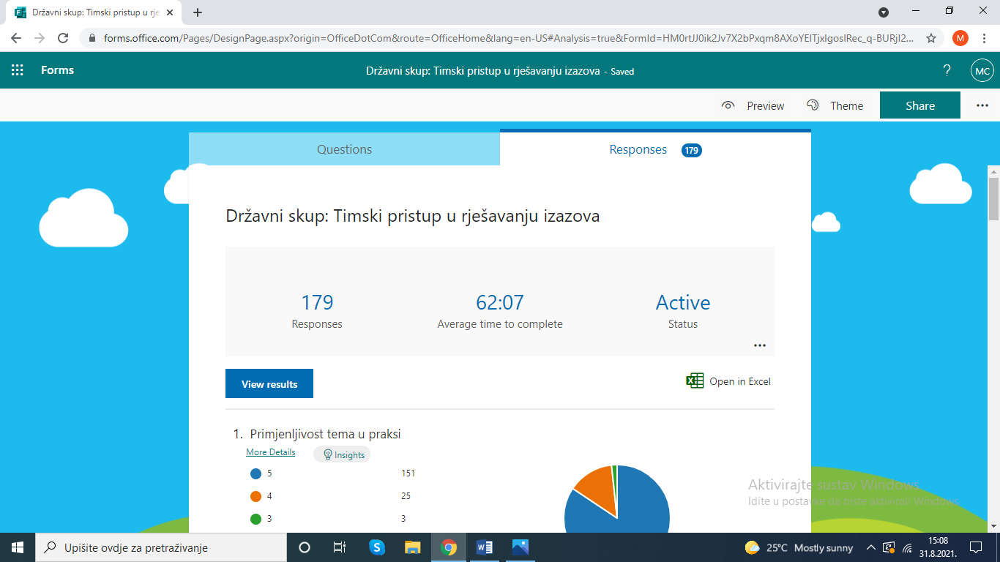 Državni skup: Timski pristup u rje
forms.office.com/Pages/DesignPage.aspx?origin=OfficeDotCom&route=OfficeHome&lang=en-US#Analysis=true&FormId=HM0rtJJ0ik2Jv7X2bPxqm8AXoYEITjxIgoslRec_q-BURjI2...
M
Forms
Državni skup: Timski pristup u rješavanju izazova - Saved
?
MC
Preview
Theme
Share
Questions
Responses 179
Državni skup: Timski pristup u rješavanju izazova
179
Responses
62:07
Average time to complete
Active
Status
View results
Open in Excel
1. Primjenljivost tema u praksi
More Details
Insights
5 151
4 25
3 3
Aktivirajte sustav Windows
Idite u postavke da biste aktivirali Windows.
Upišite ovdje za pretraživanje
25°C Mostly sunny
15:08
31.8.2021.